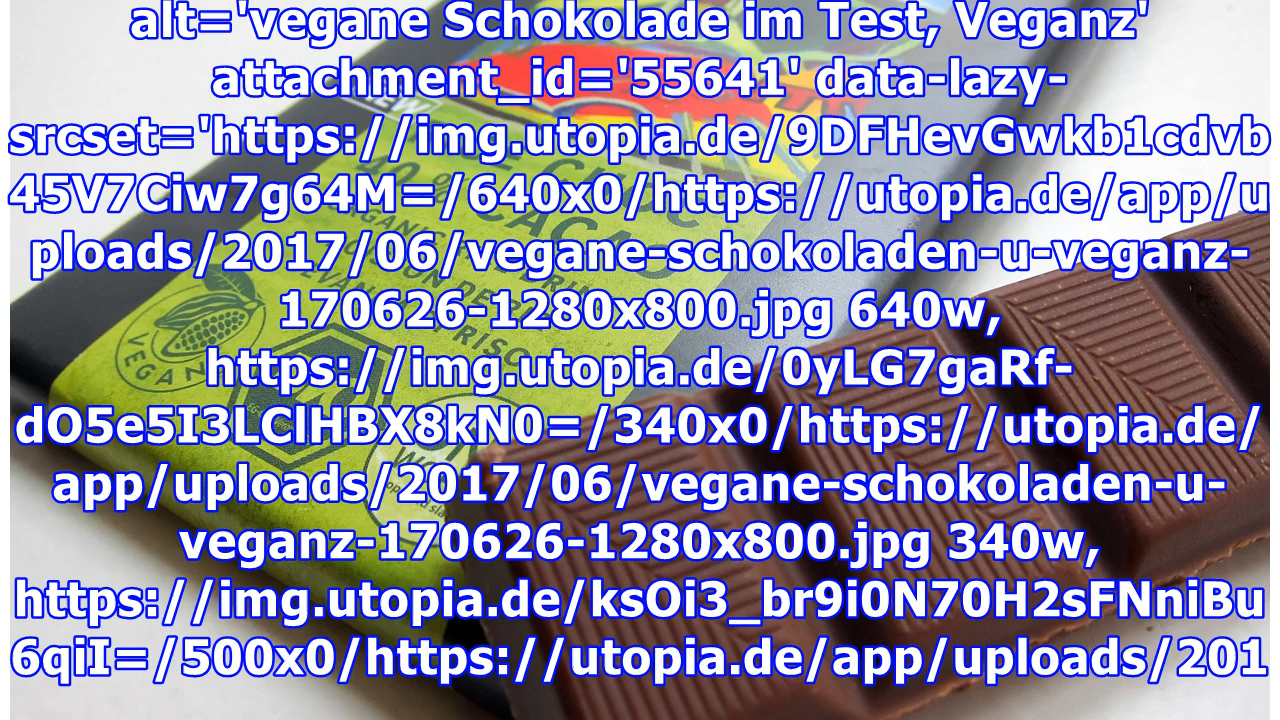 alt='vegane Schokolade im Test, Veganz'
attachment_id='55641' data-lazy-
srcset='https://img.utopia.de/9DFHevGwkb1cdvb
45V7Ciw7g64M=/640x0/https://utopia.de/app/u
ploads/2017/06/vegane-schokoladen-u-veganz-
170626-1280x800.jpg 640w,
https://img.utopia.de/0yLG7gaRf-
dO5e5I3LClHBX8kN0=/340x0/https://utopia.de/
app/uploads/2017/06/vegane-schokoladen-u-
veganz-170626-1280x800.jpg 340w,
https://img.utopia.de/ksOi3_br9i0N70H2sFNniBu
6qiI=/500x0/https://utopia.de/app/uploads/201
NEW
CACAO
VEGAN